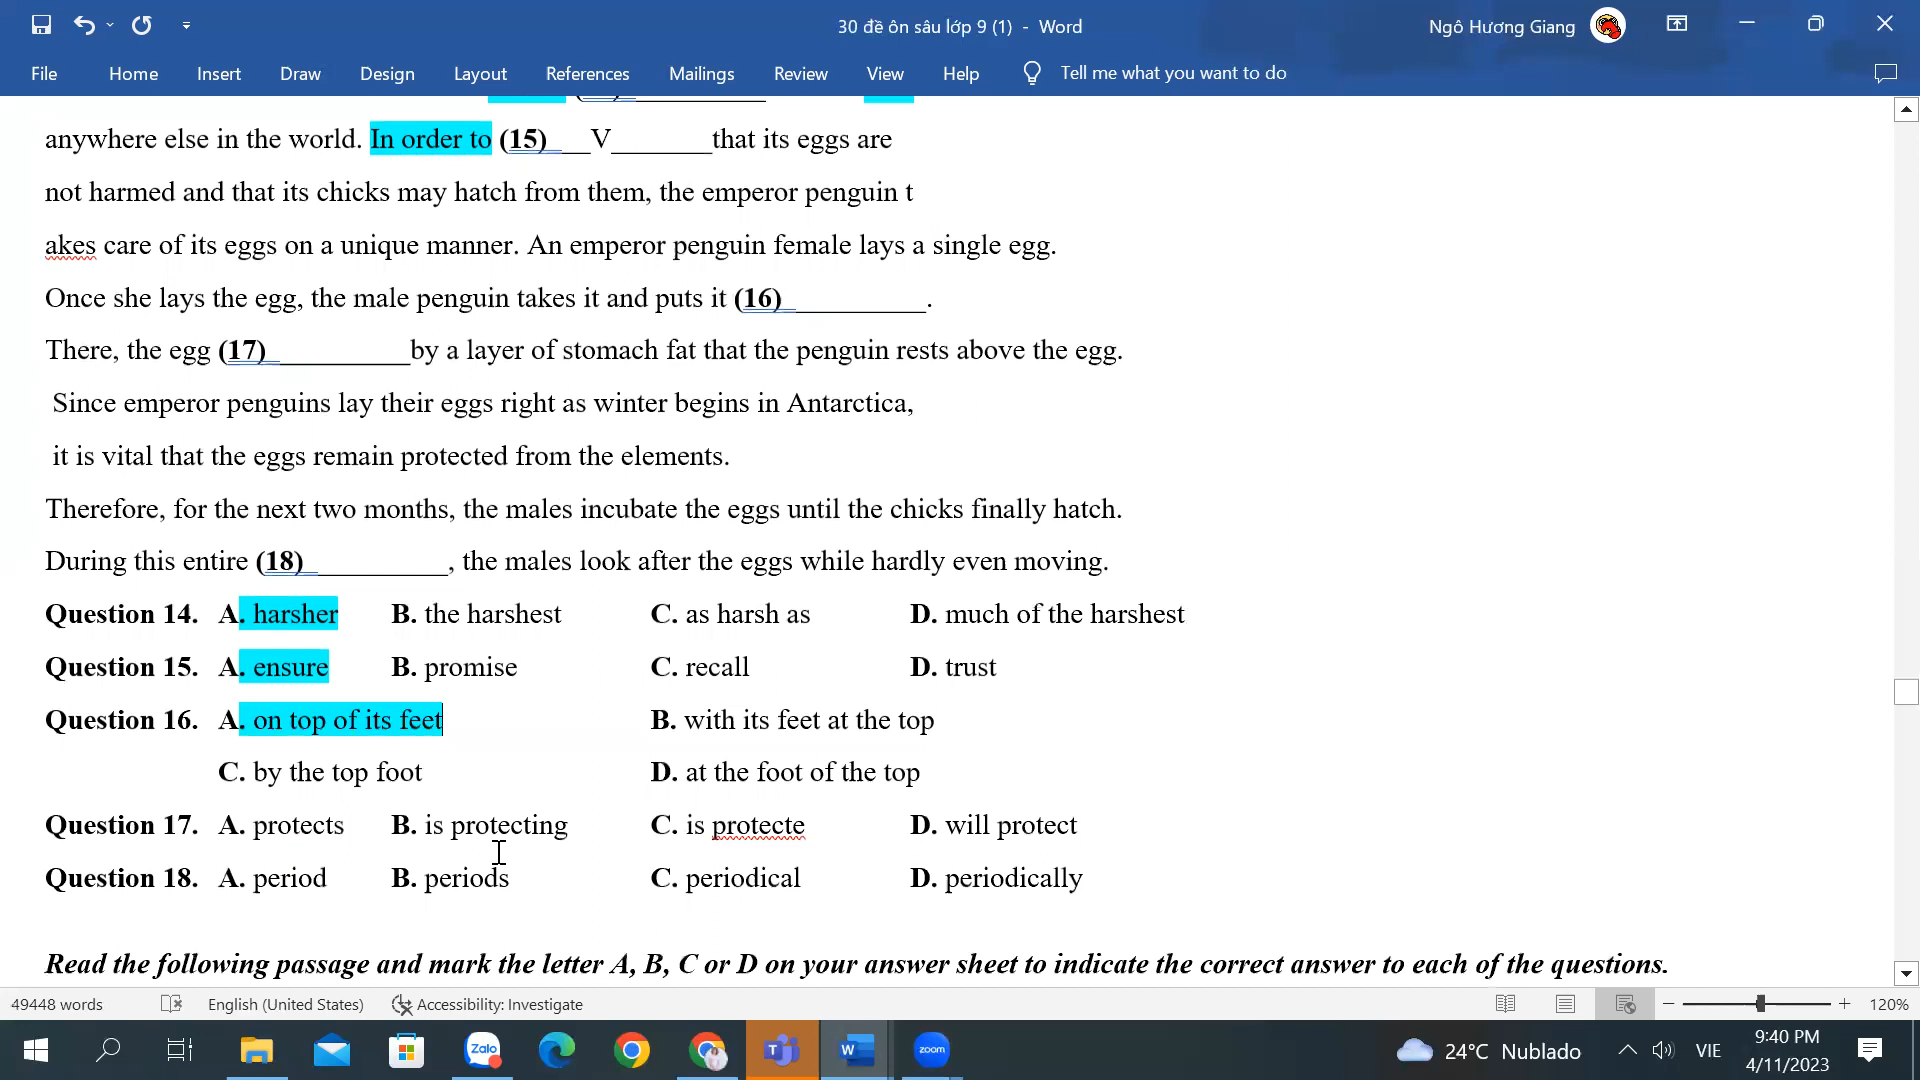 30 đề ôn sâu lớp 9 (1) - Word
Ngô Hương Giang
File Home Insert Draw Design Layout References Mailings Review View Help Tell me what you want to do
anywhere else in the world. In order to (15)___V_______that its eggs are
not harmed and that its chicks may hatch from them, the emperor penguin t
akes care of its eggs on a unique manner. An emperor penguin female lays a single egg.
Once she lays the egg, the male penguin takes it and puts it (16)__________.
There, the egg (17)__________by a layer of stomach fat that the penguin rests above the egg.
Since emperor penguins lay their eggs right as winter begins in Antarctica,
it is vital that the eggs remain protected from the elements.
Therefore, for the next two months, the males incubate the eggs until the chicks finally hatch.
During this entire (18)__________, the males look after the eggs while hardly even moving.
Question 14. A. harsher B. the harshest C. as harsh as D. much of the harshest
Question 15. A. ensure B. promise C. recall D. trust
Question 16. A. on top of its feet B. with its feet at the top
C. by the top foot D. at the foot of the top
Question 17. A. protects B. is protecting C. is protecte D. will protect
Question 18. A. period B. periods C. periodical D. periodically
Read the following passage and mark the letter A, B, C or D on your answer sheet to indicate the correct answer to each of the questions.
49448 words English (United States) Accessibility: Investigate 120%
Zalo T W zoom 24°C Nublado VIE 9:40 PM
4/11/2023